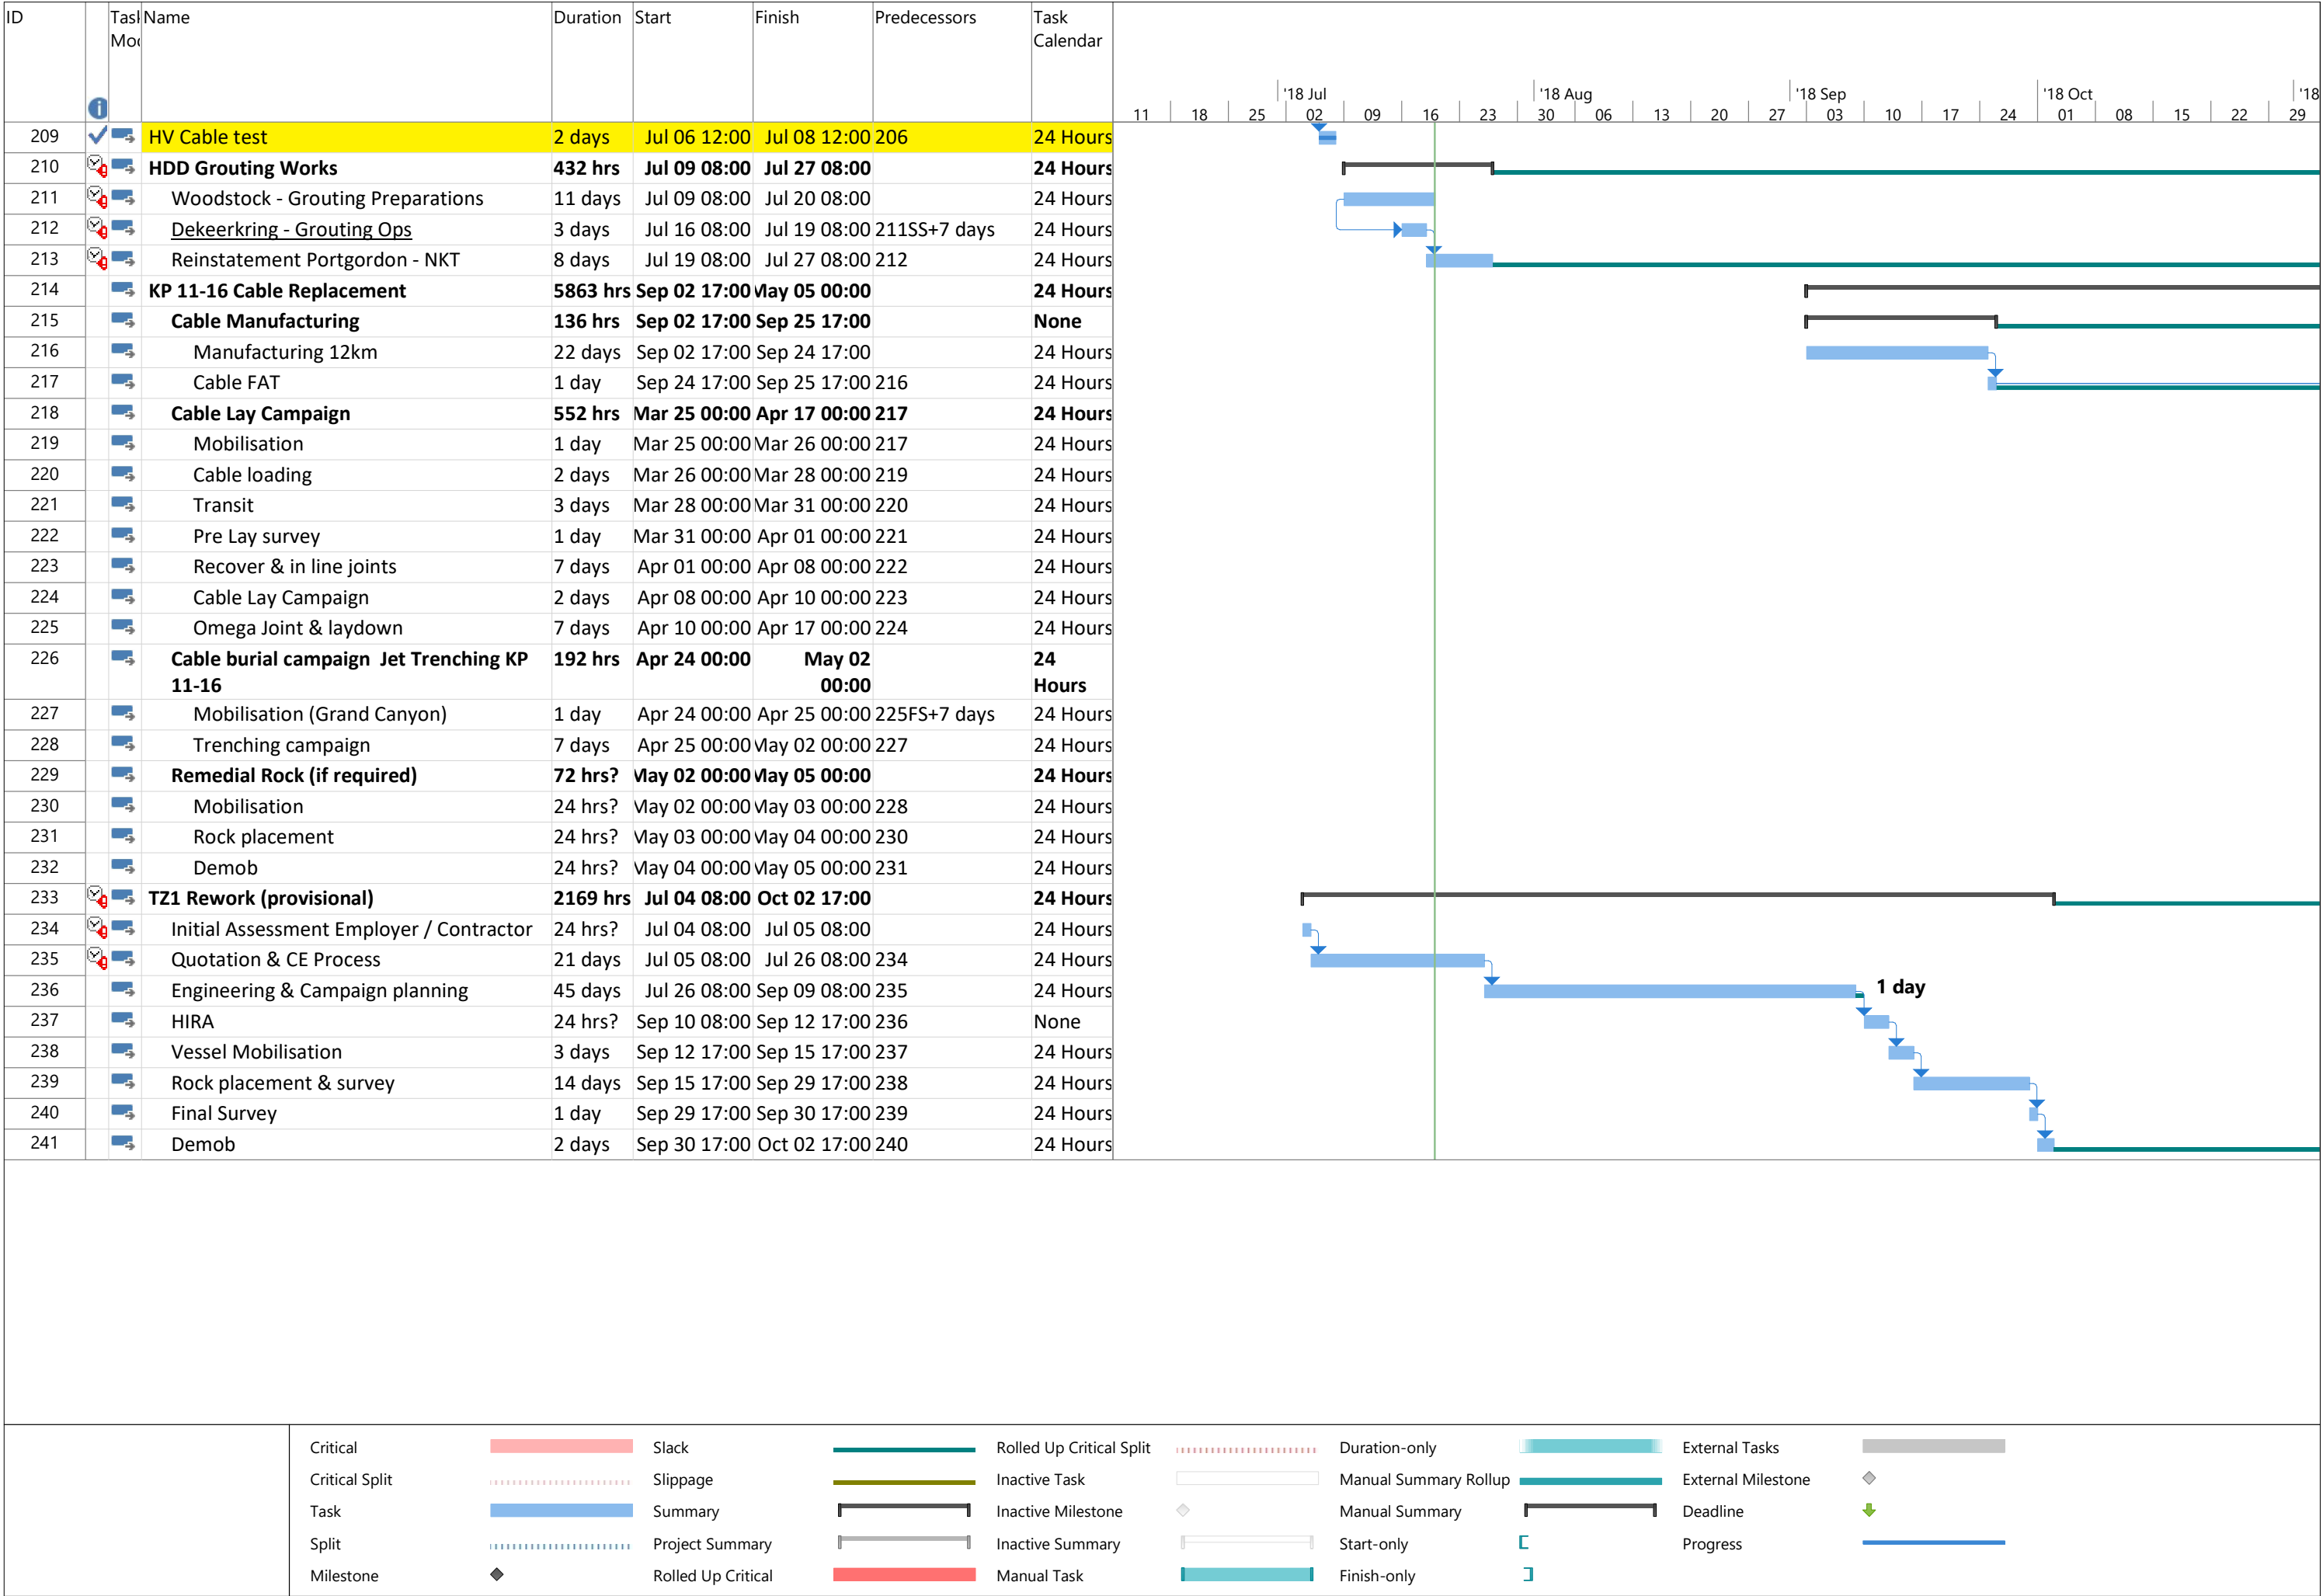 ID Task Mode Name Duration Start Finish Predecessors Task Calendar
'18 Jul '18 Aug '18 Sep '18 Oct '18
11 18 25 02 09 16 23 30 06 13 20 27 03 10 17 24 01 08 15 22 29
209 HV Cable test 2 days Jul 06 12:00 Jul 08 12:00 206 24 Hours
210 HDD Grouting Works 432 hrs Jul 09 08:00 Jul 27 08:00 24 Hours
211 Woodstock - Grouting Preparations 11 days Jul 09 08:00 Jul 20 08:00 24 Hours
212 Dekeerkring - Grouting Ops 3 days Jul 16 08:00 Jul 19 08:00 211SS+7 days 24 Hours
213 Reinstatement Portgordon - NKT 8 days Jul 19 08:00 Jul 27 08:00 212 24 Hours
214 KP 11-16 Cable Replacement 5863 hrs Sep 02 17:00 May 05 00:00 24 Hours
215 Cable Manufacturing 136 hrs Sep 02 17:00 Sep 25 17:00 None
216 Manufacturing 12km 22 days Sep 02 17:00 Sep 24 17:00 24 Hours
217 Cable FAT 1 day Sep 24 17:00 Sep 25 17:00 216 24 Hours
218 Cable Lay Campaign 552 hrs Mar 25 00:00 Apr 17 00:00 217 24 Hours
219 Mobilisation 1 day Mar 25 00:00 Mar 26 00:00 217 24 Hours
220 Cable loading 2 days Mar 26 00:00 Mar 28 00:00 219 24 Hours
221 Transit 3 days Mar 28 00:00 Mar 31 00:00 220 24 Hours
222 Pre Lay survey 1 day Mar 31 00:00 Apr 01 00:00 221 24 Hours
223 Recover & in line joints 7 days Apr 01 00:00 Apr 08 00:00 222 24 Hours
224 Cable Lay Campaign 2 days Apr 08 00:00 Apr 10 00:00 223 24 Hours
225 Omega Joint & laydown 7 days Apr 10 00:00 Apr 17 00:00 224 24 Hours
226 Cable burial campaign Jet Trenching KP 192 hrs Apr 24 00:00 May 02 24
11-16 00:00 Hours
227 Mobilisation (Grand Canyon) 1 day Apr 24 00:00 Apr 25 00:00 225FS+7 days 24 Hours
228 Trenching campaign 7 days Apr 25 00:00 May 02 00:00 227 24 Hours
229 Remedial Rock (if required) 72 hrs? May 02 00:00 May 05 00:00 24 Hours
230 Mobilisation 24 hrs? May 02 00:00 May 03 00:00 228 24 Hours
231 Rock placement 24 hrs? May 03 00:00 May 04 00:00 230 24 Hours
232 Demob 24 hrs? May 04 00:00 May 05 00:00 231 24 Hours
233 TZ1 Rework (provisional) 2169 hrs Jul 04 08:00 Oct 02 17:00 24 Hours
234 Initial Assessment Employer / Contractor 24 hrs? Jul 04 08:00 Jul 05 08:00 24 Hours
235 Quotation & CE Process 21 days Jul 05 08:00 Jul 26 08:00 234 24 Hours
236 Engineering & Campaign planning 45 days Jul 26 08:00 Sep 09 08:00 235 24 Hours 1 day
237 HIRA 24 hrs? Sep 10 08:00 Sep 12 17:00 236 None
238 Vessel Mobilisation 3 days Sep 12 17:00 Sep 15 17:00 237 24 Hours
239 Rock placement & survey 14 days Sep 15 17:00 Sep 29 17:00 238 24 Hours
240 Final Survey 1 day Sep 29 17:00 Sep 30 17:00 239 24 Hours
241 Demob 2 days Sep 30 17:00 Oct 02 17:00 240 24 Hours
Critical Slack Rolled Up Critical Split Duration-only External Tasks
Critical Split Slippage Inactive Task Manual Summary Rollup External Milestone
Task Summary Inactive Milestone Manual Summary Deadline
Split Project Summary Inactive Summary Start-only Progress
Milestone Rolled Up Critical Manual Task Finish-only